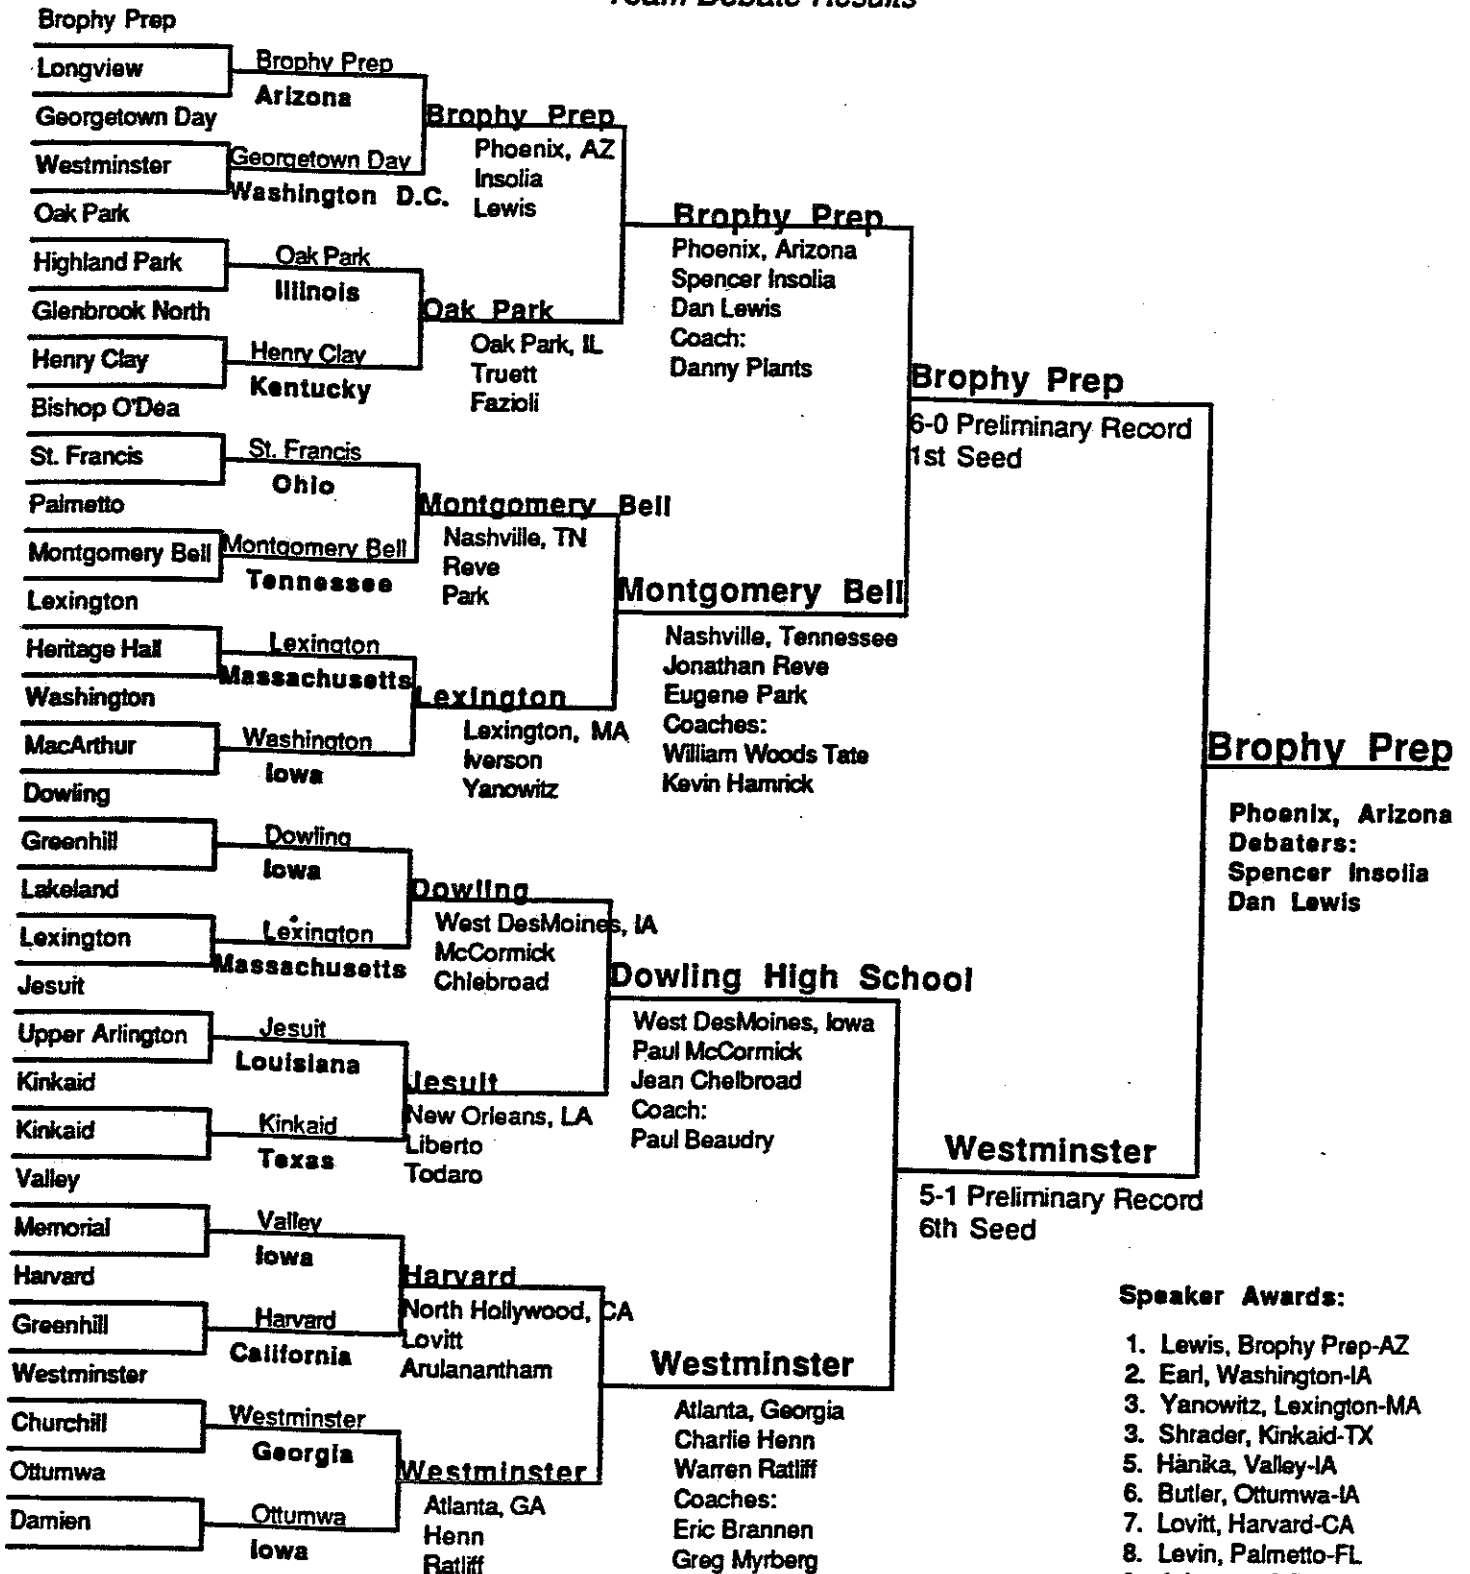 Team Debate Results
Brophy Prep
Longview
Georgetown Day
Westminster
Oak Park
Highland Park
Glenbrook North
Henry Clay
Bishop O'Dea
St. Francis
Palmetto
Montgomery Bell
Lexington
Heritage Hall
Washington
MacArthur
Dowling
Greenhill
Lakeland
Lexington
Jesuit
Upper Arlington
Kinkaid
Kinkaid
Valley
Memorial
Harvard
Greenhill
Westminster
Churchill
Ottumwa
Damien
Brophy Prep
Arizona
Georgetown Day
Washington D.C.
Oak Park
Illinois
Henry Clay
Kentucky
St. Francis
Ohio
Montgomery Bell
Tennessee
Lexington
Massachusetts
Washington
Iowa
Dowling
Iowa
Lexington
Massachusetts
Jesuit
Louisiana
Kinkaid
Texas
Valley
Iowa
Harvard
California
Westminster
Georgia
Ottumwa
Iowa
Brophy Prep
Phoenix, AZ
Insolia
Lewis
Oak Park
Oak Park, IL
Truett
Fazioli
Montgomery Bell
Nashville, TN
Reve
Park
Lexington
Lexington, MA
Iverson
Yanowitz
Dowling
West DesMoines, IA
McCormick
Chiebroad
Jesuit
New Orleans, LA
Liberto
Todaro
Harvard
North Hollywood, CA
Lovitt
Arulanantham
Westminster
Atlanta, GA
Henn
Ratliff
Brophy Prep
Phoenix, Arizona
Spencer Insolia
Dan Lewis
Coach:
Danny Plants
Montgomery Bell
Nashville, Tennessee
Jonathan Reve
Eugene Park
Coaches:
William Woods Tate
Kevin Hamrick
Dowling High School
West DesMoines, Iowa
Paul McCormick
Jean Chelbroad
Coach:
Paul Beaudry
Westminster
Atlanta, Georgia
Charlie Henn
Warren Ratliff
Coaches:
Eric Brannen
Greg Myrberg
Brophy Prep
6-0 Preliminary Record
1st Seed
Westminster
5-1 Preliminary Record
6th Seed
Brophy Prep
Phoenix, Arizona
Debaters:
Spencer Insolia
Dan Lewis
Speaker Awards:
1. Lewis, Brophy Prep-AZ
2. Earl, Washington-IA
3. Yanowitz, Lexington-MA
3. Shrader, Kinkaid-TX
5. Hanika, Valley-IA
6. Butler, Ottumwa-IA
7. Lovitt, Harvard-CA
8. Levin, Palmetto-FL